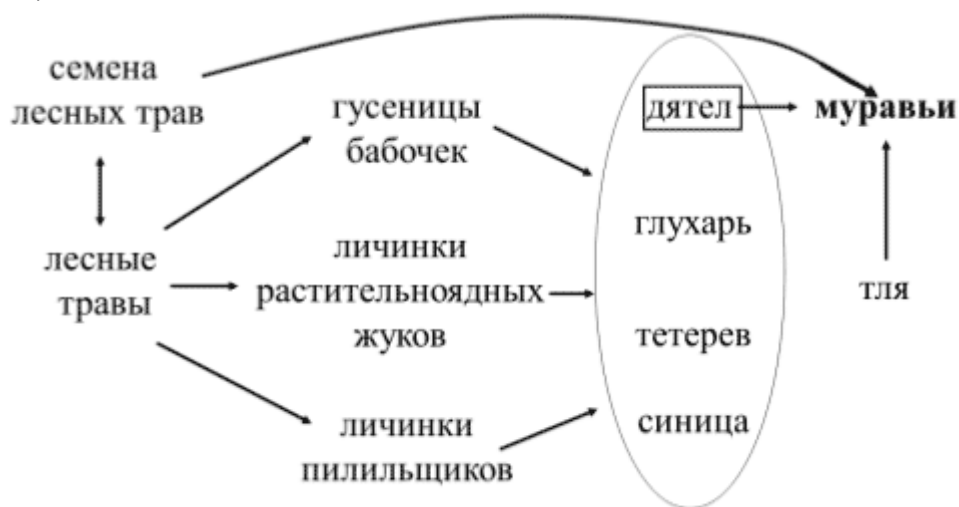 семена
лесных трав
гусеницы
бабочек
дятел
муравьи
глухарь
лесные
травы
личинки
растительноядных
жуков
тля
тетерев
личинки
пилильщиков
синица